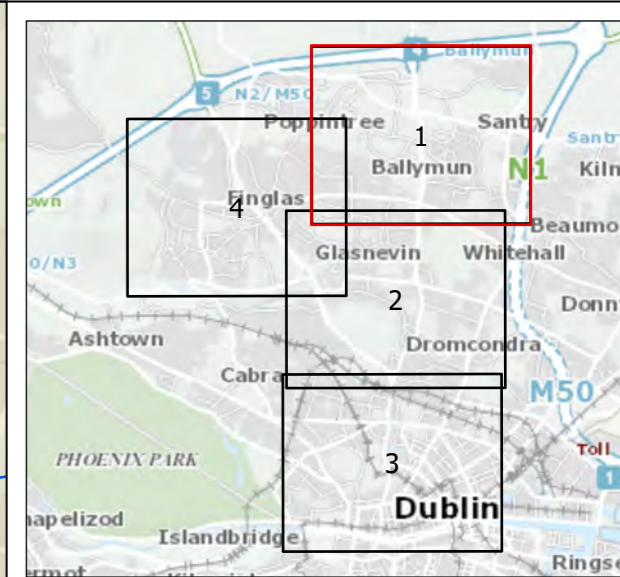 4
Ballymun
5
N2/M50
Poppintree
1
Santry
Santry
Ballymun
N1
Kiln
own
Finglas
4
Beaumo
0/N3
Glasnevin
Whitehall
2
Donn
Ashtown
Dromcondra
Cabra
M50
PHOENIX PARK
3
Toll
1
Dublin
hapelizod
Islandbridge
Ringse
ermot